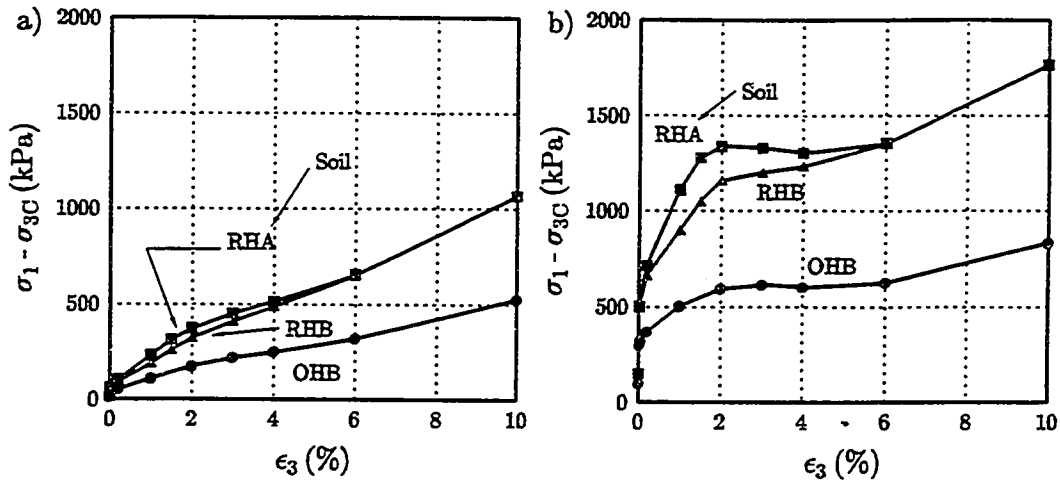 a)
2000
1500
1000
500
0
σ₁ - σ₃C (kPa)
Soil
RHA
RHB
OHB
0 2 4 6 8 10
ϵ₃ (%)
b)
2000
1500
1000
500
0
σ₁ - σ₃C (kPa)
Soil
RHA
RHB
OHB
0 2 4 6 8 10
ϵ₃ (%)